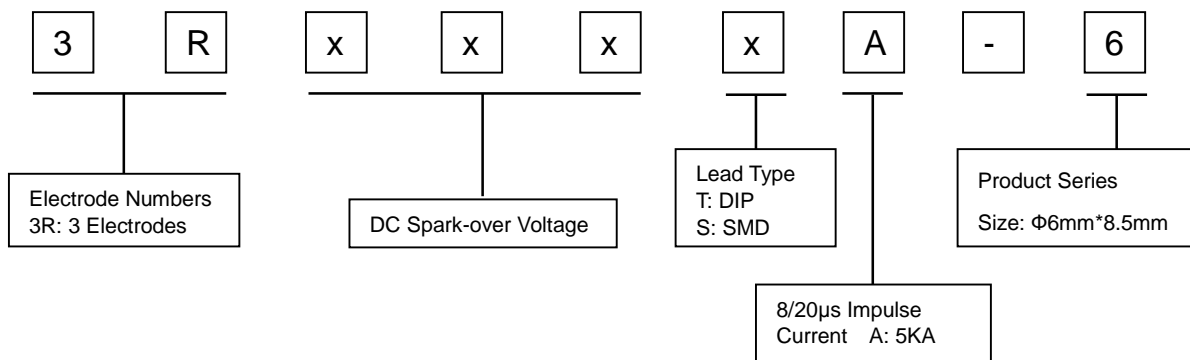 3 R x x x x A - 6
Electrode Numbers
3R: 3 Electrodes
DC Spark-over Voltage
Lead Type
T: DIP
S: SMD
Product Series
Size: Φ6mm*8.5mm
8/20μs Impulse
Current A: 5KA